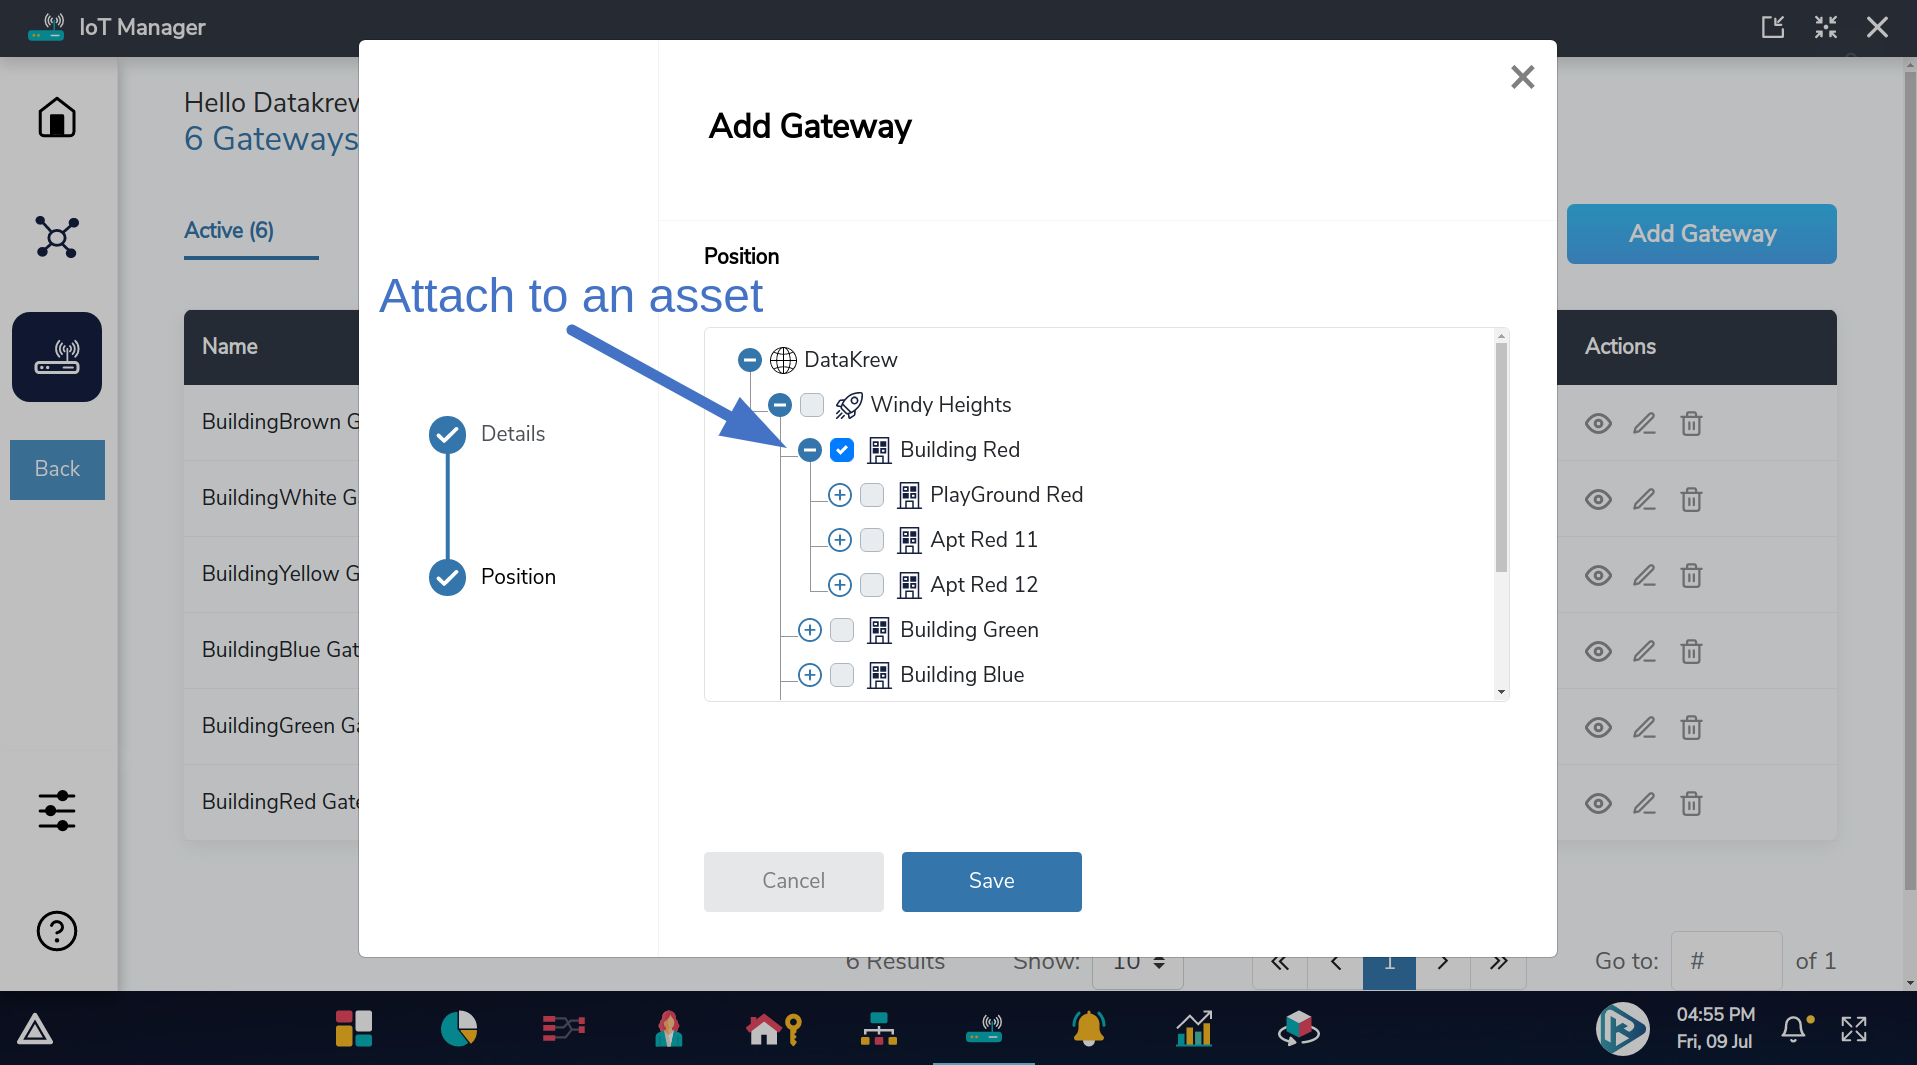 IoT Manager
Hello Datakrew
6 Gateways
Active (6)
Add Gateway
Name
Actions
BuildingBrown G
BuildingWhite Ga
BuildingYellow G
BuildingBlue Gat
BuildingGreen Ga
BuildingRed Gate
Back
Add Gateway
Details
Position
Position
Attach to an asset
DataKrew
Windy Heights
Building Red
PlayGround Red
Apt Red 11
Apt Red 12
Building Green
Building Blue
Cancel
Save
6 Results
Show:
10
«
‹
1
›
»
Go to:
#
of 1
04:55 PM
Fri, 09 Jul